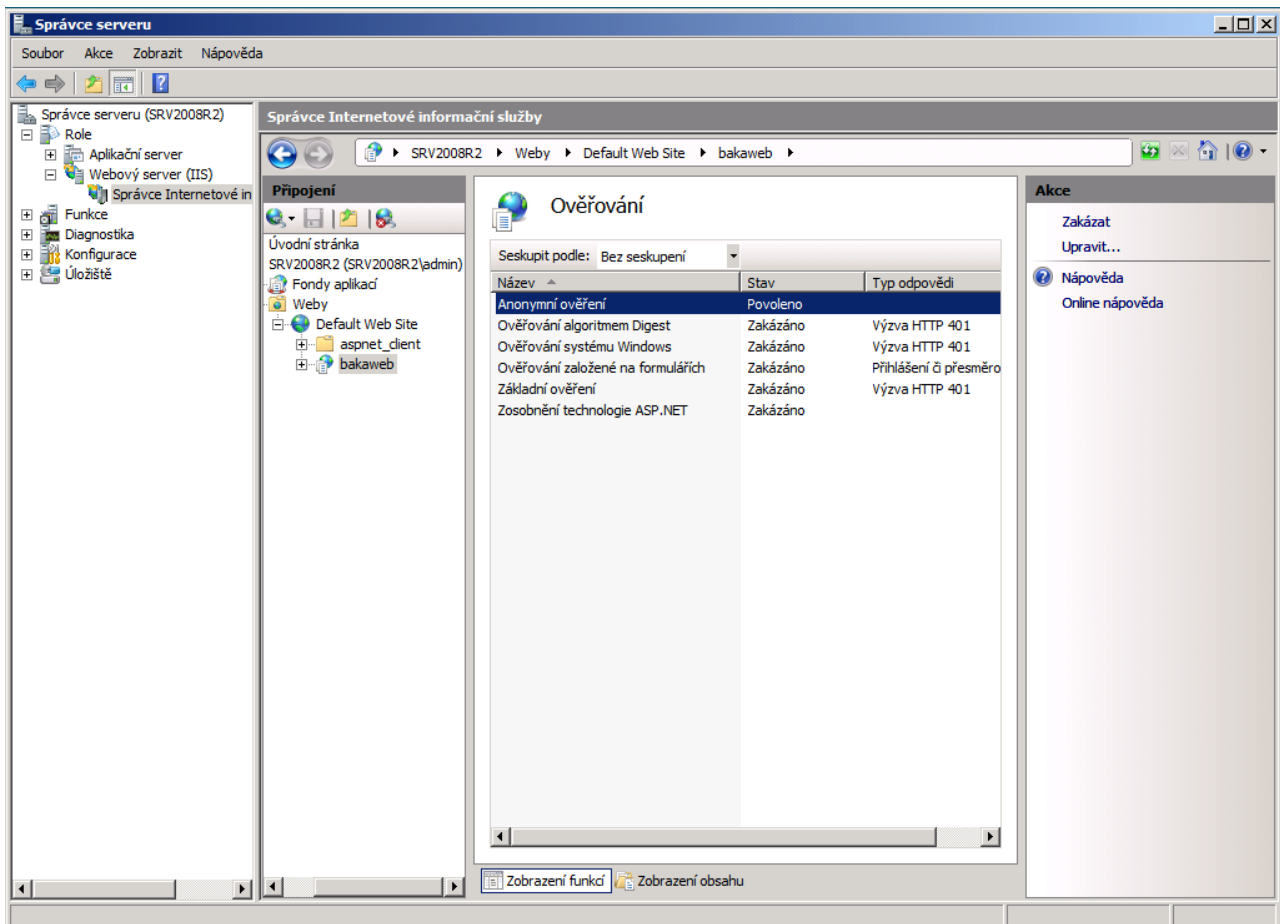 Správce serveru
Soubor Akce Zobrazit Nápověda
Správce serveru (SRV2008R2)
Role
Aplikační server
Webový server (IIS)
Správce Internetové in
Funkce
Diagnostika
Konfigurace
Úložiště
Správce Internetové informační služby
SRV2008R2 Weby Default Web Site bakaweb
Připojení
Úvodní stránka
SRV2008R2 (SRV2008R2\admin)
Fondy aplikací
Weby
Default Web Site
aspnet_client
bakaweb
Ověřování
Seskupit podle: Bez seskupení
Název Stav Typ odpovědi
Anonymní ověření Povoleno
Ověřování algoritmem Digest Zakázáno Výzva HTTP 401
Ověřování systému Windows Zakázáno Výzva HTTP 401
Ověřování založené na formulářích Zakázáno Přihlášení či přesměro
Základní ověření Zakázáno Výzva HTTP 401
Zosobnění technologie ASP.NET Zakázáno
Zobrazení funkcí Zobrazení obsahu
Akce
Zakázat
Upravit...
Nápověda
Online nápověda